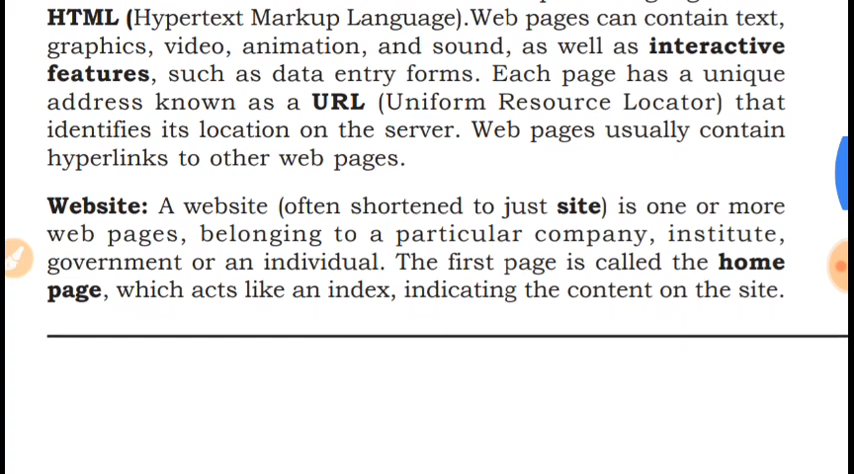 HTML (Hypertext Markup Language).Web pages can contain text,
graphics, video, animation, and sound, as well as interactive
features, such as data entry forms. Each page has a unique
address known as a URL (Uniform Resource Locator) that
identifies its location on the server. Web pages usually contain
hyperlinks to other web pages.
Website: A website (often shortened to just site) is one or more
web pages, belonging to a particular company, institute,
government or an individual. The first page is called the home
page, which acts like an index, indicating the content on the site.